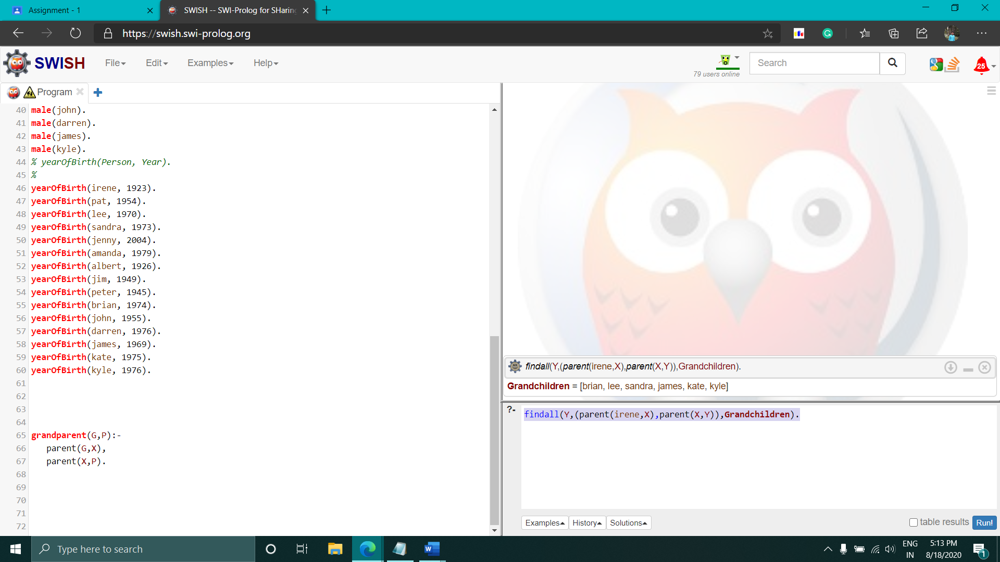 Assignment - 1
SWISH -- SWI-Prolog for SHaring
https://swish.swi-prolog.org
SWISH File Edit Examples Help
79 users online
Search
25
Program
40 male(john).
41 male(darren).
42 male(james).
43 male(kyle).
44 % yearOfBirth(Person, Year).
45 %
46 yearOfBirth(irene, 1923).
47 yearOfBirth(pat, 1954).
48 yearOfBirth(lee, 1970).
49 yearOfBirth(sandra, 1973).
50 yearOfBirth(jenny, 2004).
51 yearOfBirth(amanda, 1979).
52 yearOfBirth(albert, 1926).
53 yearOfBirth(jim, 1949).
54 yearOfBirth(peter, 1945).
55 yearOfBirth(brian, 1974).
56 yearOfBirth(john, 1955).
57 yearOfBirth(darren, 1976).
58 yearOfBirth(james, 1969).
59 yearOfBirth(kate, 1975).
60 yearOfBirth(kyle, 1976).
61
62
63
64
65 grandparent(G,P):-
66 parent(G,X),
67 parent(X,P).
68
69
70
71
72
findall(Y,(parent(irene,X),parent(X,Y)),Grandchildren).
Grandchildren = [brian, lee, sandra, james, kate, kyle]
?- findall(Y,(parent(irene,X),parent(X,Y)),Grandchildren).
Examples History Solutions
table results Run!
Type here to search
W
ENG
IN
5:13 PM
8/18/2020
1